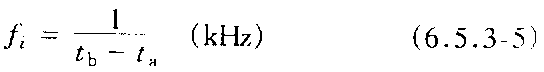 f_i = 1 / (t_b − t_a) (kHz) (6.5.3-5)